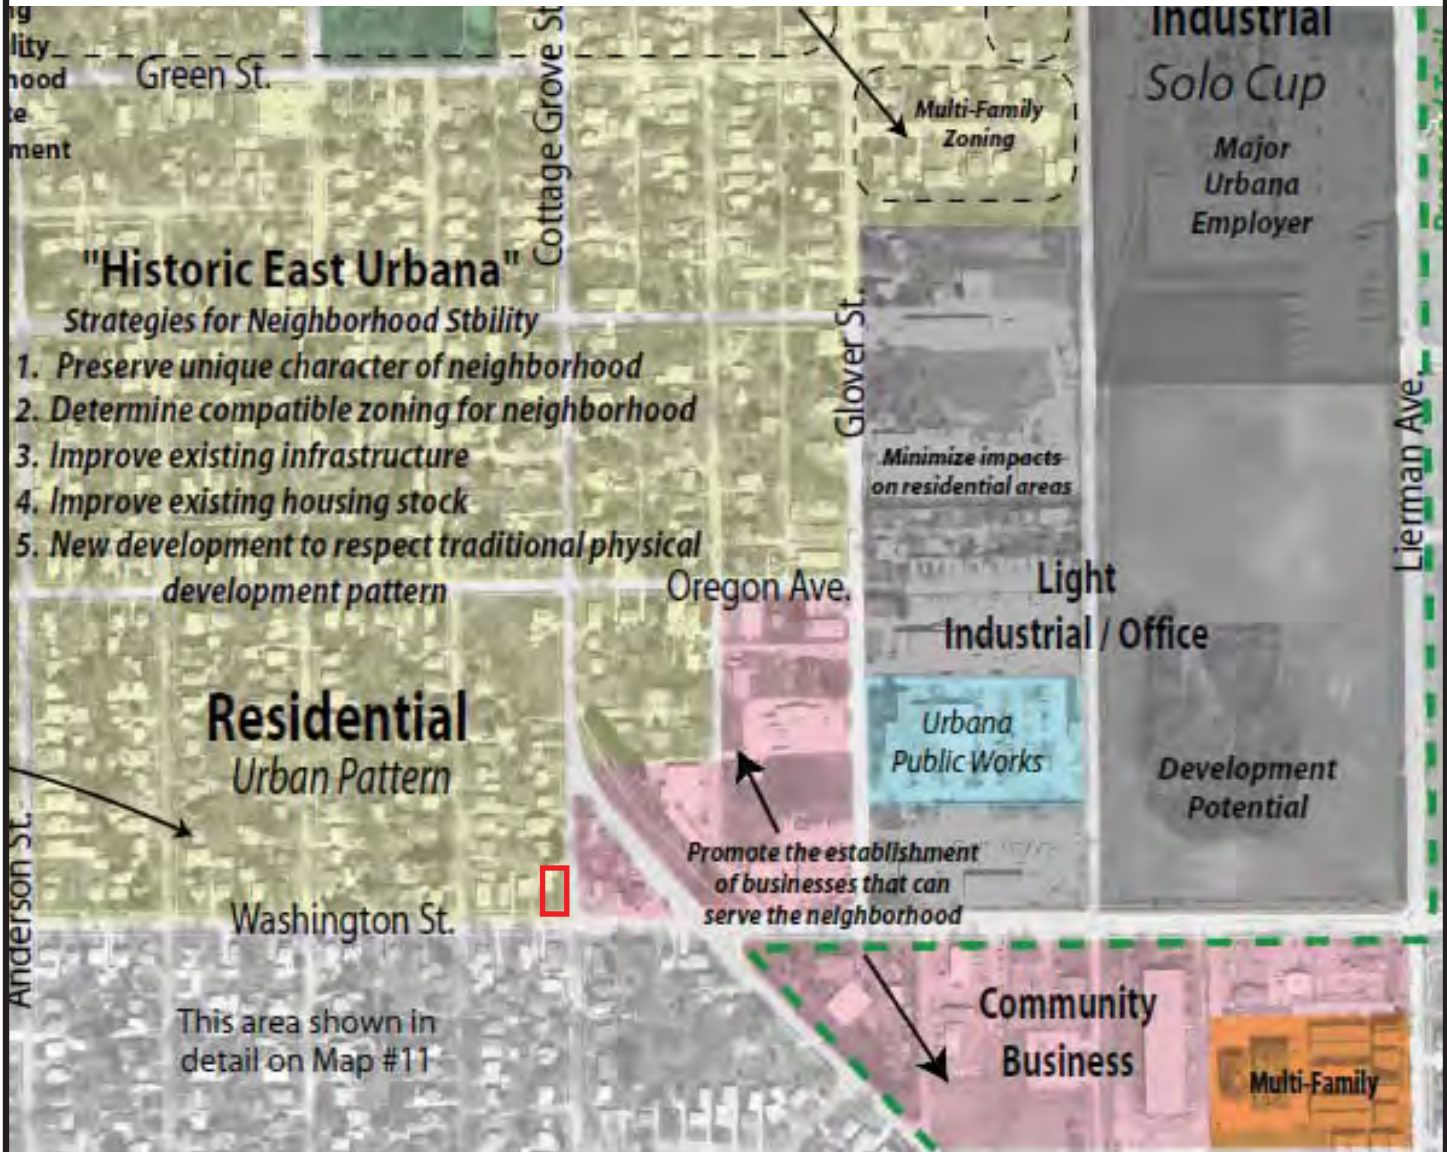 lity
ment
Green St.
Cottage Grove St
Multi-Family
Zoning
Industrial
Solo Cup
Major
Urbana
Employer
"Historic East Urbana"
Strategies for Neighborhood Stbility
1. Preserve unique character of neighborhood
2. Determine compatible zoning for neighborhood
3. Improve existing infrastructure
4. Improve existing housing stock
5. New development to respect traditional physical
development pattern
Glover St.
Minimize impacts
on residential areas
Lierman Ave.
Oregon Ave.
Light
Industrial / Office
Residential
Urban Pattern
Urbana
Public Works
Development
Potential
Promote the establishment
of businesses that can
serve the neighborhood
Anderson St.
Washington St.
This area shown in
detail on Map #11
Community
Business
Multi-Family